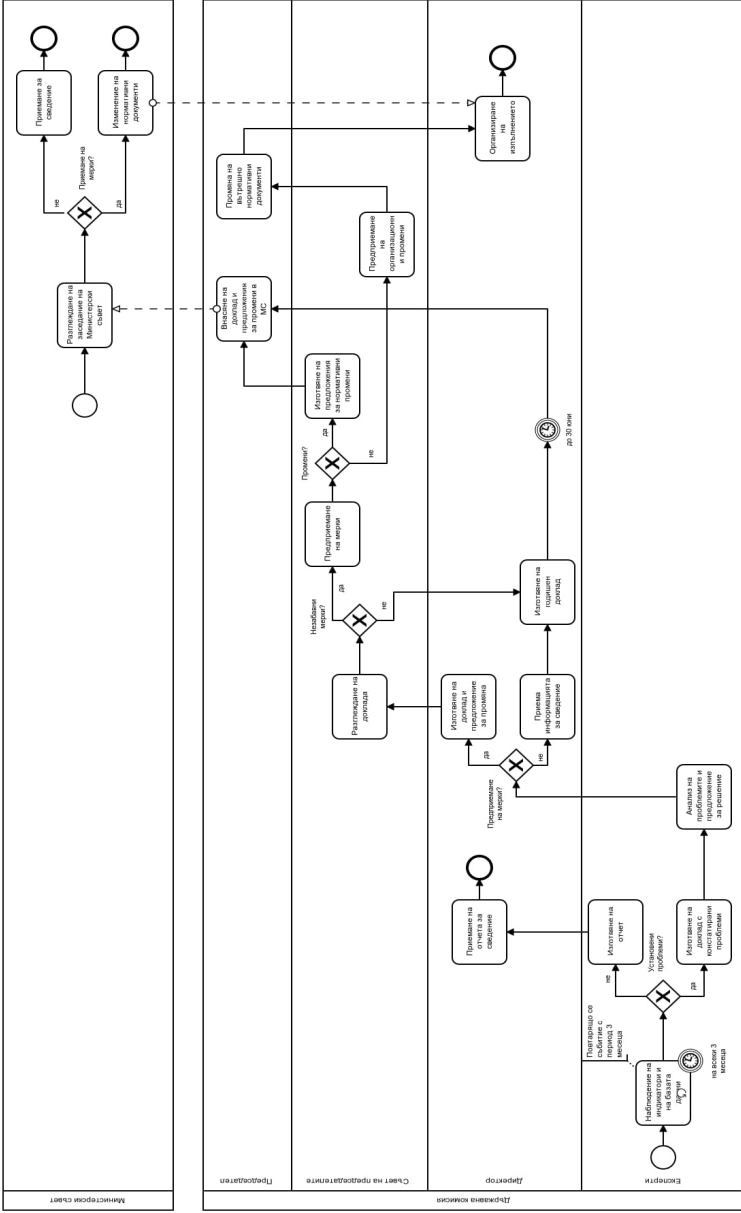 Министерски съвет
Разглеждане на
заседание на
Министерски
съвет
Приемане на
мерки?
не
да
Приемане за
сведение
Изменение на
нормативни
документи
Държавна комисия
Председател
Внасяне на
доклад и
предложения
за промени в
МС
Промяна на
вътрешно
нормативни
документи
Съвет на председателите
Разглеждане на
доклада
Незабавни
мерки?
да
не
Предприемане
на мерки
Промени?
да
не
Изготвяне на
предложения
за нормативни
промени
Предприемане
на
организационн
и промени
Директор
Приемане на
отчета за
сведение
Предприемане
на мерки?
да
не
Изготвяне на
доклад и
предложение
за промяна
Приема
информацията
за сведение
Изготвяне на
годишен
доклад
до 30 юни
Организиране
на
изпълнението
Експерти
Наблюдение на
индикатори и
на базата
на всеки 3
месеца
Повтарящо се
събитие с
период 3
месеца
Установени
проблеми?
не
да
Изготвяне на
отчет
Изготвяне на
доклад с
констатирани
проблеми
Анализ на
проблемите и
предложение
за решение